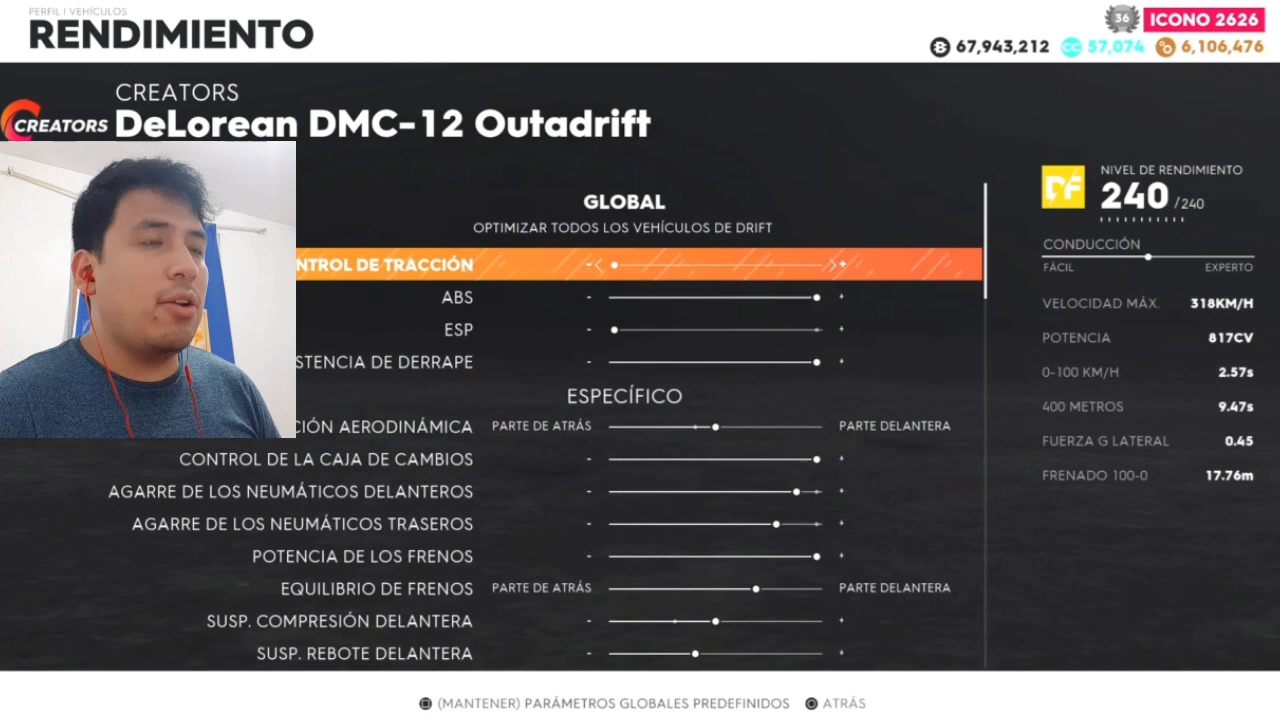 PERFIL | VEHÍCULOS
RENDIMIENTO
36 ICONO 2626
67,943,212 CC 57,074 6,106,476
CREATORS
CREATORS DeLorean DMC-12 Outadrift
GLOBAL
OPTIMIZAR TODOS LOS VEHÍCULOS DE DRIFT
NTROL DE TRACCIÓN - +
ABS - +
ESP - +
STENCIA DE DERRAPE - +
ESPECÍFICO
CIÓN AERODINÁMICA PARTE DE ATRÁS PARTE DELANTERA
CONTROL DE LA CAJA DE CAMBIOS - +
AGARRE DE LOS NEUMÁTICOS DELANTEROS - +
AGARRE DE LOS NEUMÁTICOS TRASEROS - +
POTENCIA DE LOS FRENOS - +
EQUILIBRIO DE FRENOS PARTE DE ATRÁS PARTE DELANTERA
SUSP. COMPRESIÓN DELANTERA - +
SUSP. REBOTE DELANTERA - +
DF NIVEL DE RENDIMIENTO
240 /240
CONDUCCIÓN
FÁCIL EXPERTO
VELOCIDAD MÁX. 318KM/H
POTENCIA 817CV
0-100 KM/H 2.57s
400 METROS 9.47s
FUERZA G LATERAL 0.45
FRENADO 100-0 17.76m
(MANTENER) PARÁMETROS GLOBALES PREDEFINIDOS ATRÁS